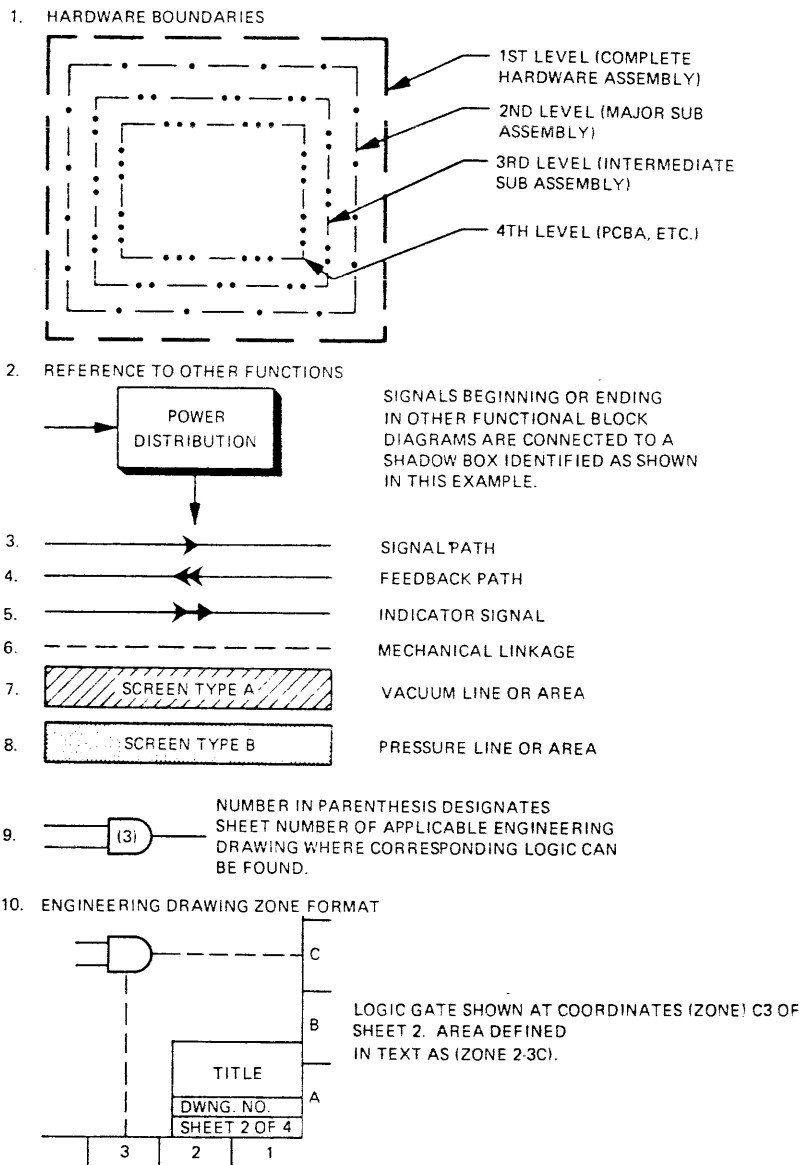 1. HARDWARE BOUNDARIES
1ST LEVEL (COMPLETE
HARDWARE ASSEMBLY)
2ND LEVEL (MAJOR SUB
ASSEMBLY)
3RD LEVEL (INTERMEDIATE
SUB ASSEMBLY)
4TH LEVEL (PCBA, ETC.)
2. REFERENCE TO OTHER FUNCTIONS
POWER
DISTRIBUTION
SIGNALS BEGINNING OR ENDING
IN OTHER FUNCTIONAL BLOCK
DIAGRAMS ARE CONNECTED TO A
SHADOW BOX IDENTIFIED AS SHOWN
IN THIS EXAMPLE.
3. SIGNAL PATH
4. FEEDBACK PATH
5. INDICATOR SIGNAL
6. MECHANICAL LINKAGE
7. SCREEN TYPE A VACUUM LINE OR AREA
8. SCREEN TYPE B PRESSURE LINE OR AREA
9. (3)
NUMBER IN PARENTHESIS DESIGNATES
SHEET NUMBER OF APPLICABLE ENGINEERING
DRAWING WHERE CORRESPONDING LOGIC CAN
BE FOUND.
10. ENGINEERING DRAWING ZONE FORMAT
C
B
A
TITLE
DWNG. NO.
SHEET 2 OF 4
3 2 1
LOGIC GATE SHOWN AT COORDINATES (ZONE) C3 OF
SHEET 2. AREA DEFINED
IN TEXT AS (ZONE 2-3C).